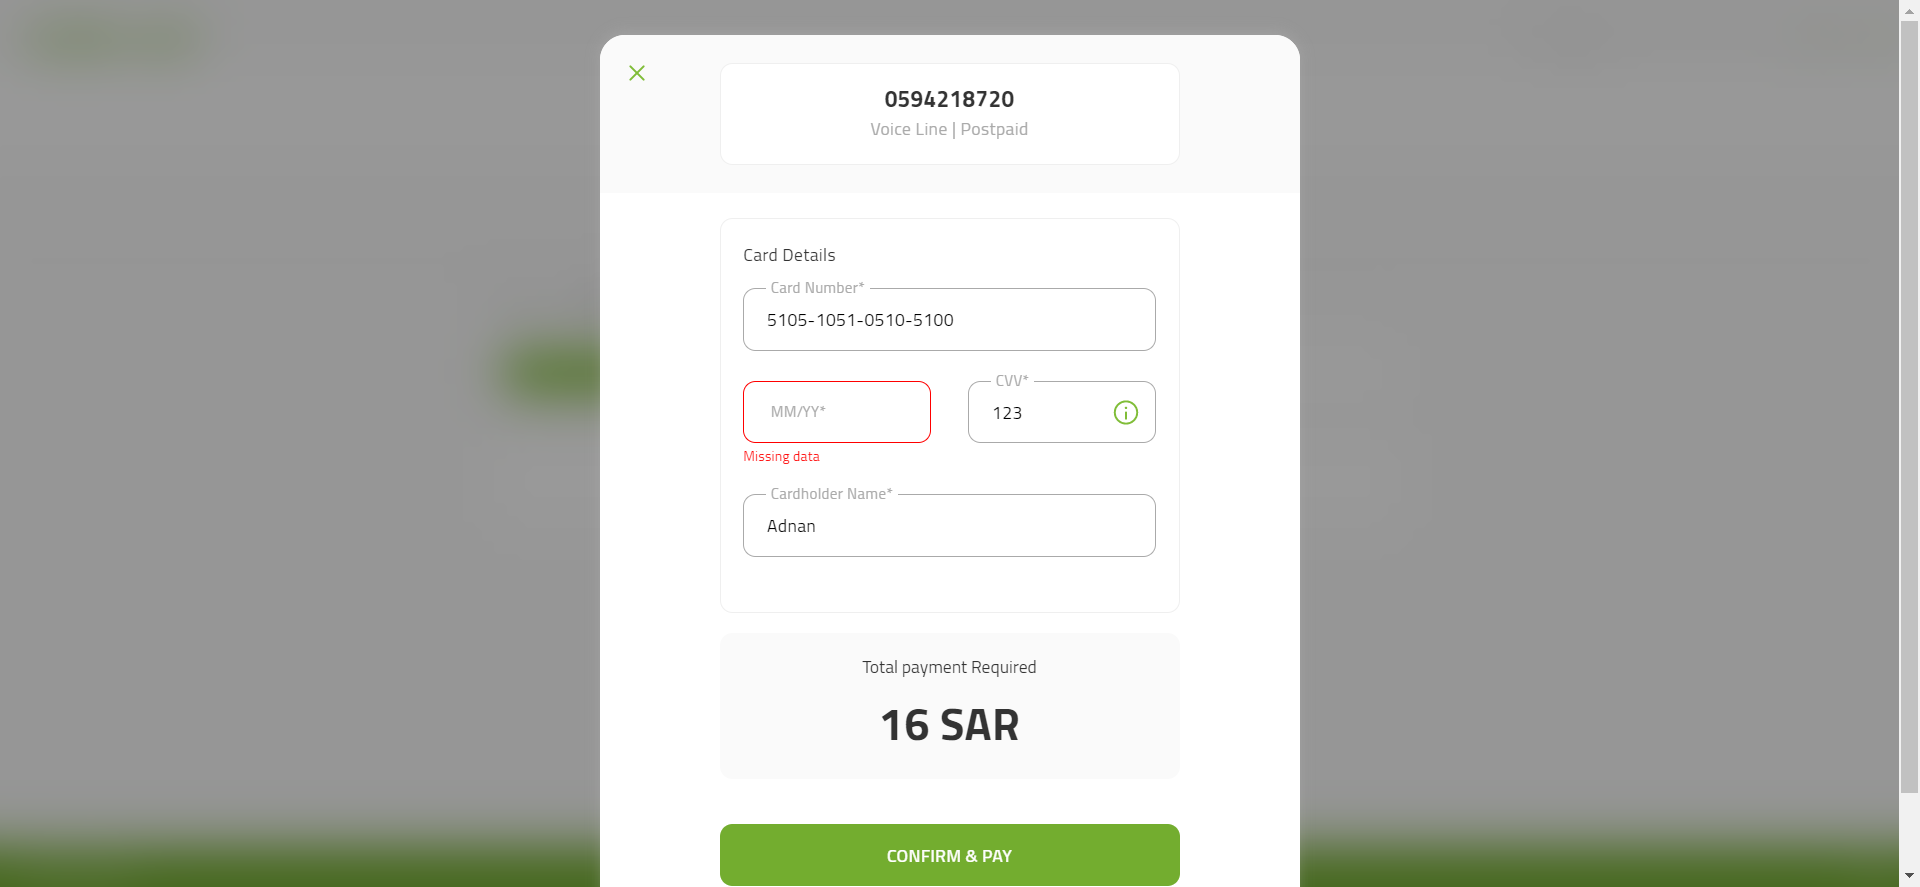 0594218720
Voice Line | Postpaid
Card Details
Card Number*
5105-1051-0510-5100
MM/YY*
CVV*
123
Missing data
Cardholder Name*
Adnan
Total payment Required
16 SAR
CONFIRM & PAY